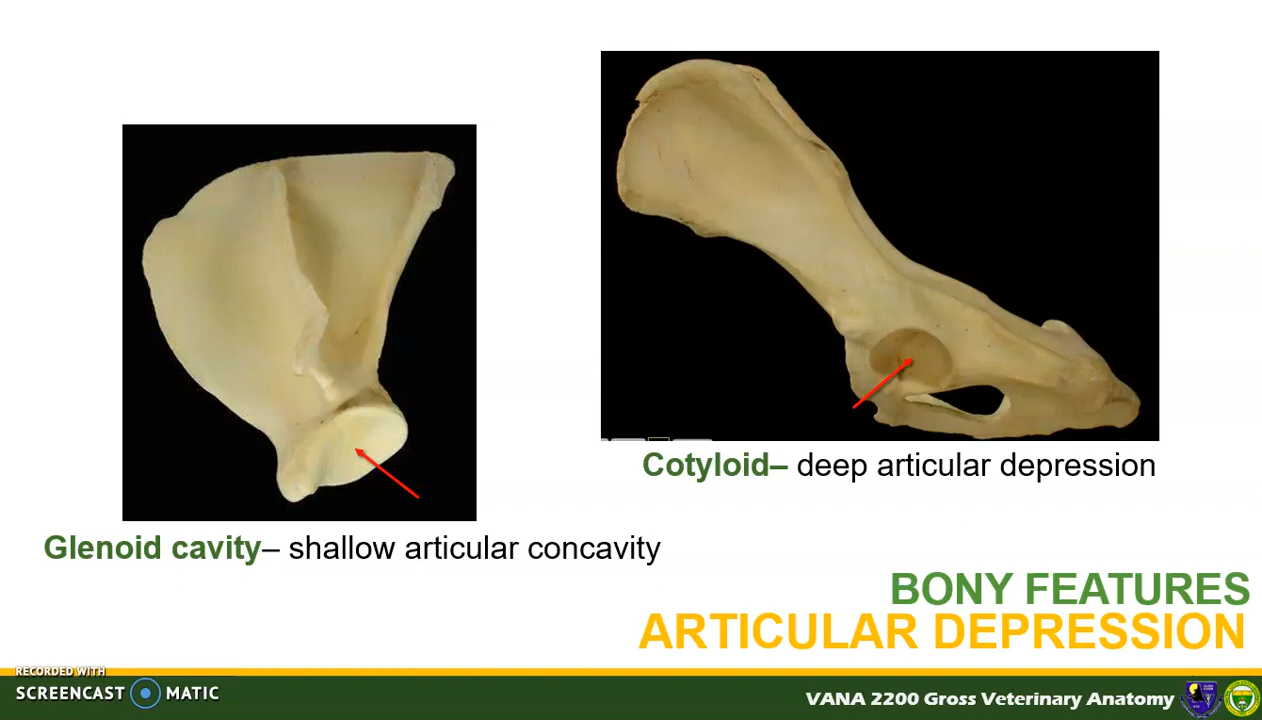 Cotyloid– deep articular depression
Glenoid cavity– shallow articular concavity
BONY FEATURES
ARTICULAR DEPRESSION
RECORDED WITH
SCREENCAST MATIC
VANA 2200 Gross Veterinary Anatomy